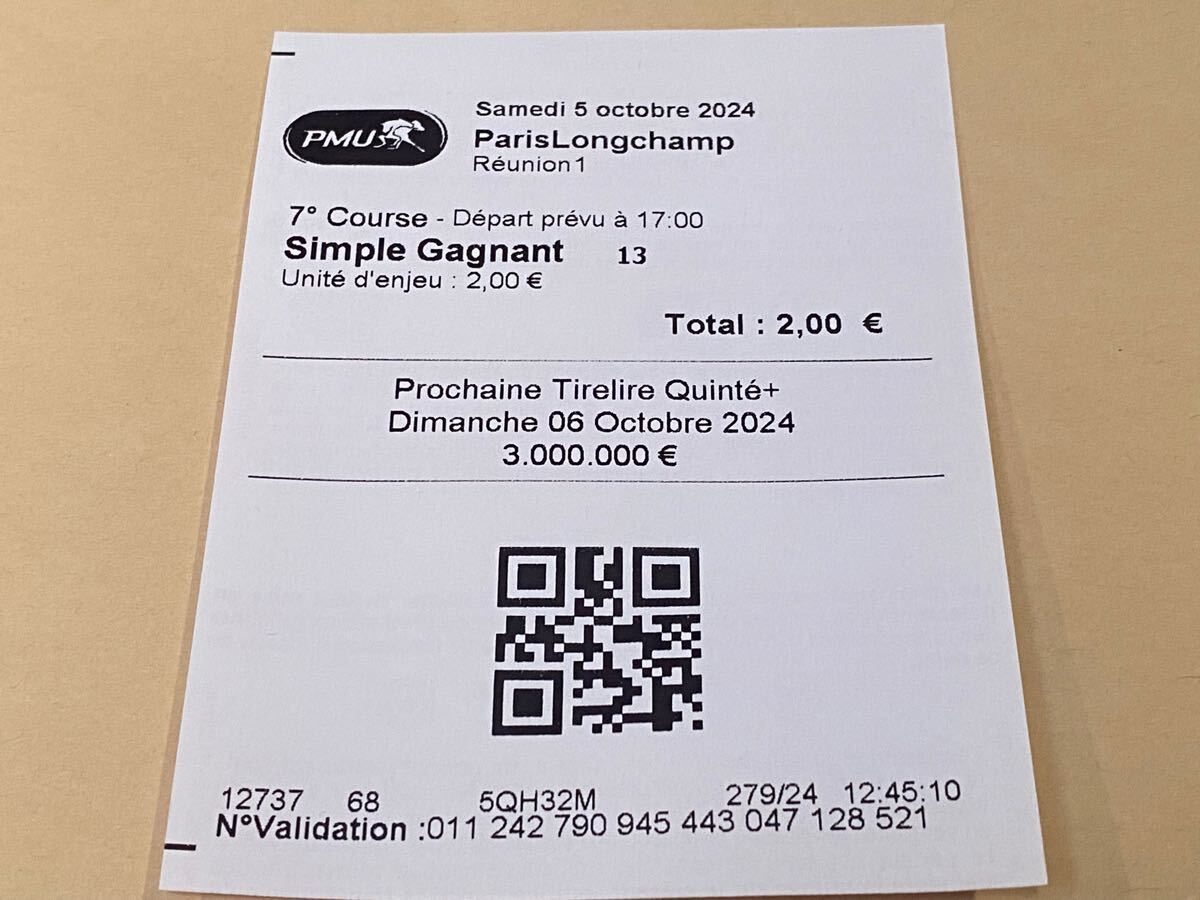 Samedi 5 octobre 2024
PMU
ParisLongchamp
Réunion 1
7° Course - Départ prévu à 17:00
Simple Gagnant 13
Unité d'enjeu : 2,00 €
Total : 2,00 €
Prochaine Tirelire Quinté+
Dimanche 06 Octobre 2024
3.000.000 €
12737 68 5QH32M 279/24 12:45:10
N°Validation :011 242 790 945 443 047 128 521